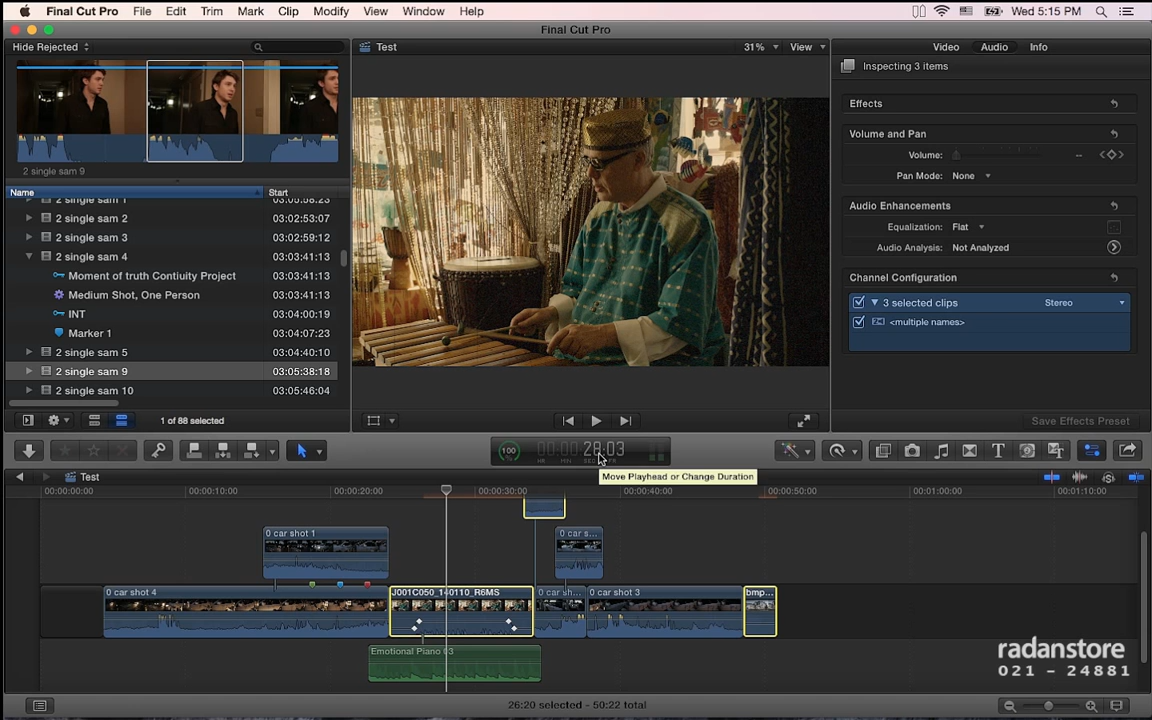 Final Cut Pro File Edit Trim Mark Clip Modify View Window Help Wed 5:15 PM
Final Cut Pro
Hide Rejected
Test 31% View
Video Audio Info
Inspecting 3 items
Effects
Volume and Pan
Volume: --
Pan Mode: None
Audio Enhancements
Equalization: Flat
Audio Analysis: Not Analyzed
Channel Configuration
3 selected clips Stereo
<multiple names>
Save Effects Preset
2 single sam 9
Name Start
2 single sam 1 03:05:58:23
2 single sam 2 03:02:53:07
2 single sam 3 03:02:59:12
2 single sam 4 03:03:41:13
Moment of truth Contiuity Project 03:03:41:13
Medium Shot, One Person 03:03:41:13
INT 03:04:00:19
Marker 1 03:04:07:23
2 single sam 5 03:04:40:10
2 single sam 9 03:05:38:18
2 single sam 10 03:05:46:04
1 of 88 selected
100 00:00:28:03
HR MIN SEC FR
Move Playhead or Change Duration
Test
00:00:00:00 00:00:10:00 00:00:20:00 00:00:30:00 00:00:40:00 00:00:50:00 00:01:00:00 00:01:10:00
0 car shot 1 0 car s...
0 car shot 4 J001C050_140110_R6MS 0 car sh... 0 car shot 3 bmp...
Emotional Piano 03
radanstore
021 - 24881
26:20 selected - 50:22 total